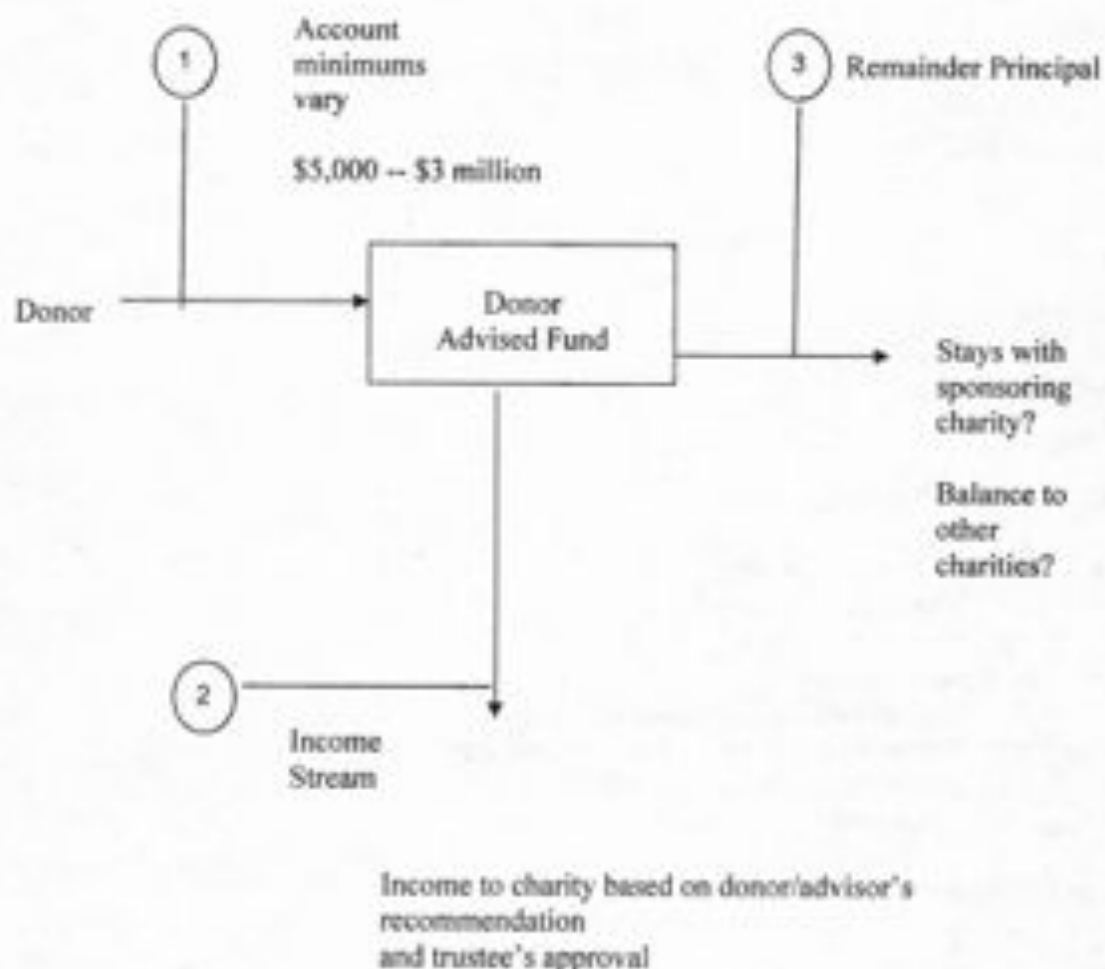 1
Account
minimums
vary
$5,000 -- $3 million
3
Remainder Principal
Donor
Donor
Advised Fund
Stays with
sponsoring
charity?
Balance to
other
charities?
2
Income
Stream
Income to charity based on donor/advisor's
recommendation
and trustee's approval